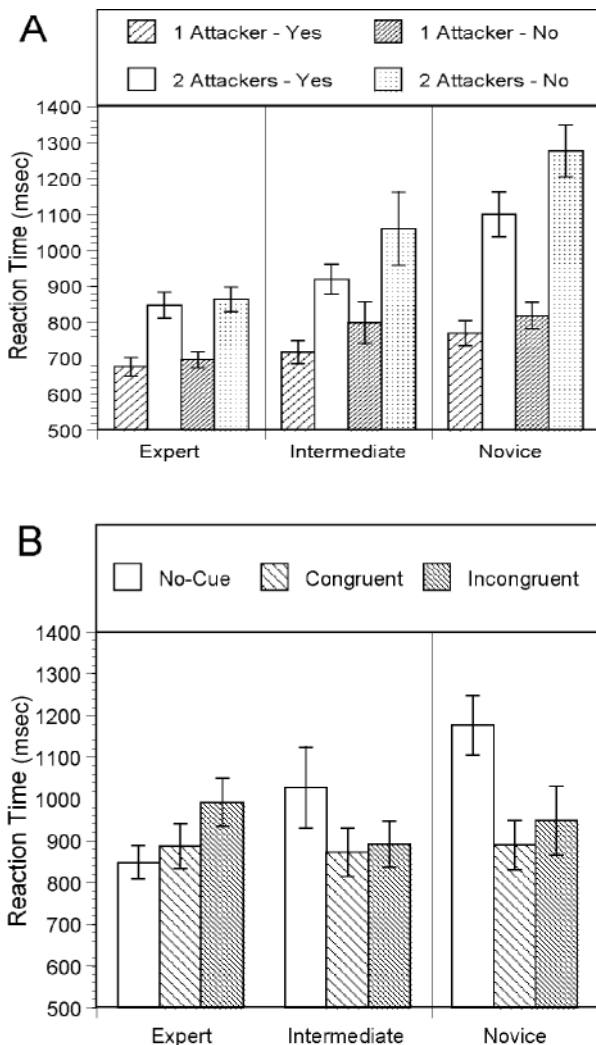 A
1 Attacker - Yes 1 Attacker - No
2 Attackers - Yes 2 Attackers - No
Reaction Time (msec)
1400
1300
1200
1100
1000
900
800
700
600
500
Expert Intermediate Novice
B
No-Cue Congruent Incongruent
Reaction Time (msec)
1400
1300
1200
1100
1000
900
800
700
600
500
Expert Intermediate Novice